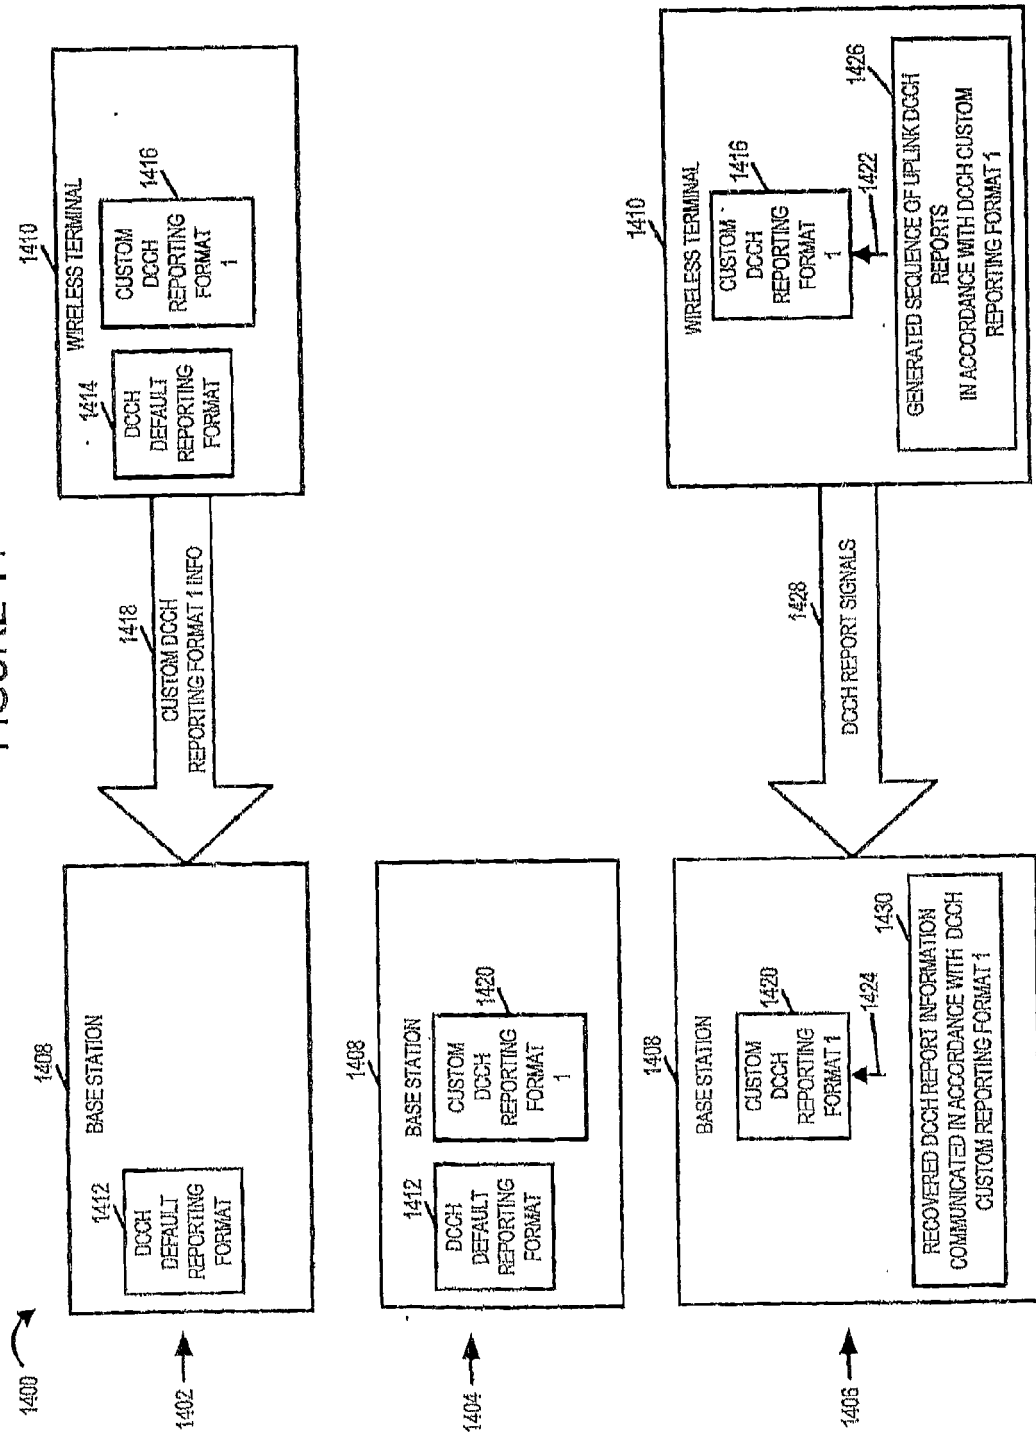 FIGURE
1400
1402
1408
BASE STATION
1412
DCCH
DEFAULT
REPORTING
FORMAT
1418
CUSTOM DCCH
REPORTING FORMAT 1 INFO
1410
WIRELESS TERMINAL
1414
DCCH
DEFAULT
REPORTING
FORMAT
1416
CUSTOM
DCCH
REPORTING
FORMAT
1
1404
1408
BASE STATION
1412
DCCH
DEFAULT
REPORTING
FORMAT
1420
CUSTOM
DCCH
REPORTING
FORMAT
1
1406
1408
BASE STATION
1420
CUSTOM
DCCH
REPORTING
FORMAT 1
1424
1430
RECOVERED DCCH REPORT INFORMATION
COMMUNICATED IN ACCORDANCE WITH DCCH
CUSTOM REPORTING FORMAT 1
1428
DCCH REPORT SIGNALS
1410
WIRELESS TERMINAL
1416
CUSTOM
DCCH
REPORTING
FORMAT
1
1422
1426
GENERATED SEQUENCE OF UPLINK DCCH
REPORTS
IN ACCORDANCE WITH DCCH CUSTOM
REPORTING FORMAT 1